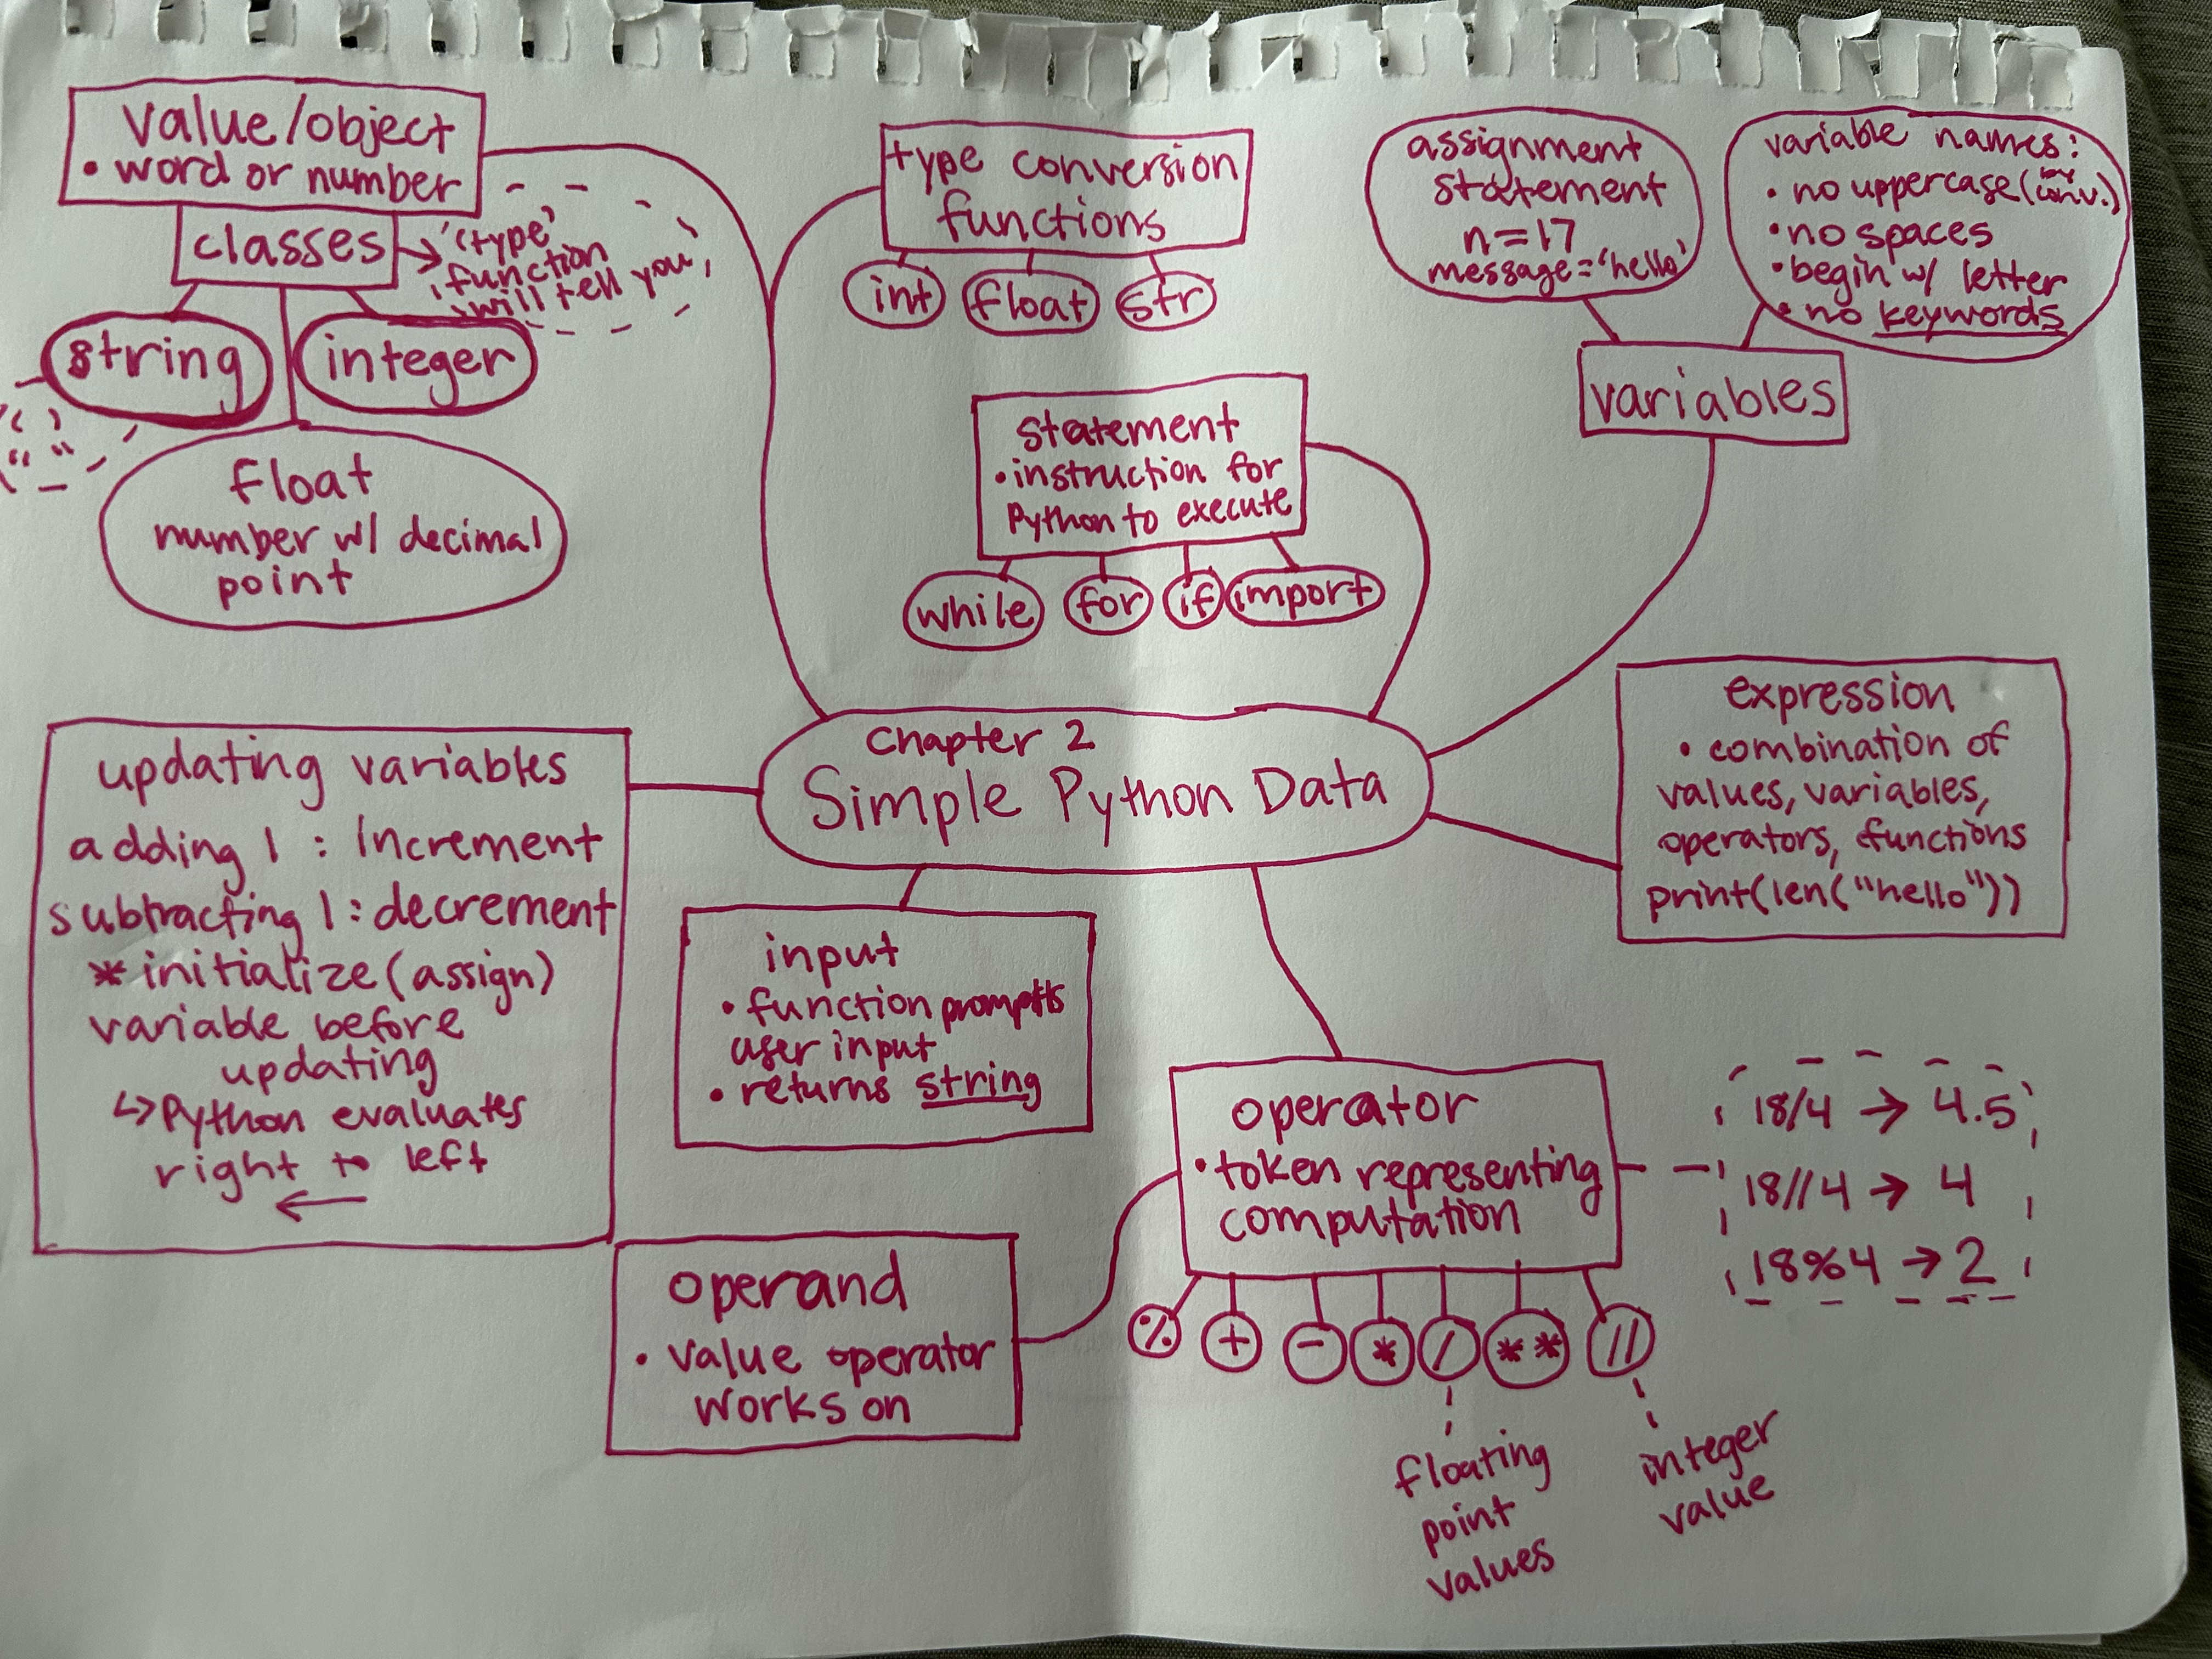 Value/object
• word or number
classes → "type"
function
will tell you
string
" "
' '
integer
float
number w/ decimal
point
type conversion
functions
int
float
str
statement
• instruction for
Python to execute
while
for
if
import
assignment
statement
n = 17
message = 'hello'
variables
variable names:
• no uppercase (conv.)
• no spaces
• begin w/ letter
• no keywords
Chapter 2
Simple Python Data
updating variables
adding 1 : increment
subtracting 1 : decrement
* initialize (assign)
variable before
updating
↳ Python evaluates
right to left
←
input
• function prompts
user input
• returns string
expression
• combination of
values, variables,
operators, functions
print(len("hello"))
operand
• value operator
works on
operator
• token representing
computation
%
+
-
*
/
**
//
floating
point
values
integer
value
18/4 → 4.5
18//4 → 4
18%4 → 2